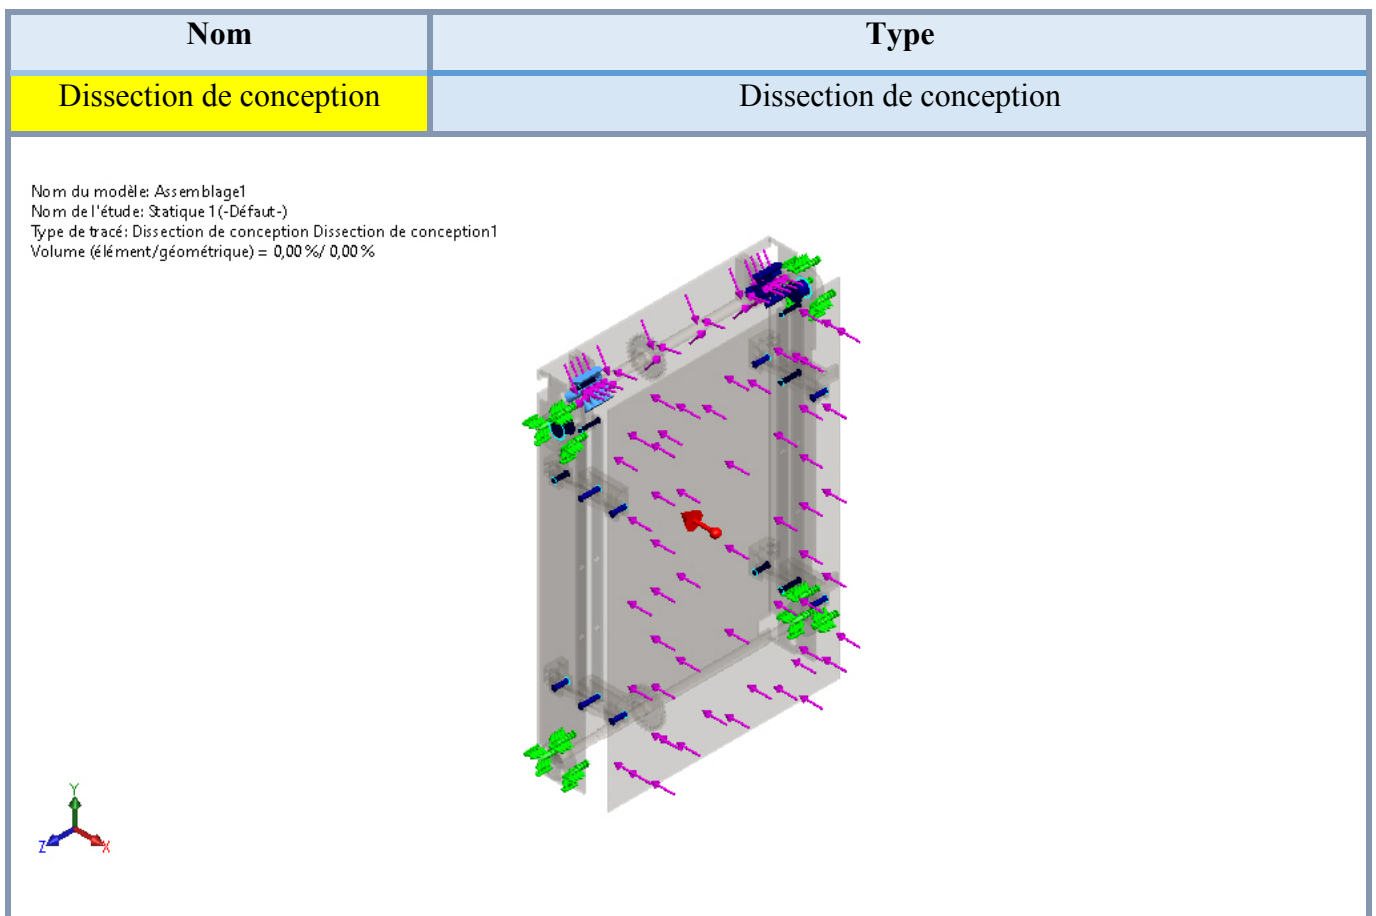 Nom
Type
Dissection de conception
Dissection de conception
Nom du modèle: Assemblage1
Nom de l'étude: Statique 1(-Défaut-)
Type de tracé: Dissection de conception Dissection de conception1
Volume (élément/géométrique) = 0,00 %/ 0,00 %
Y
Z
X